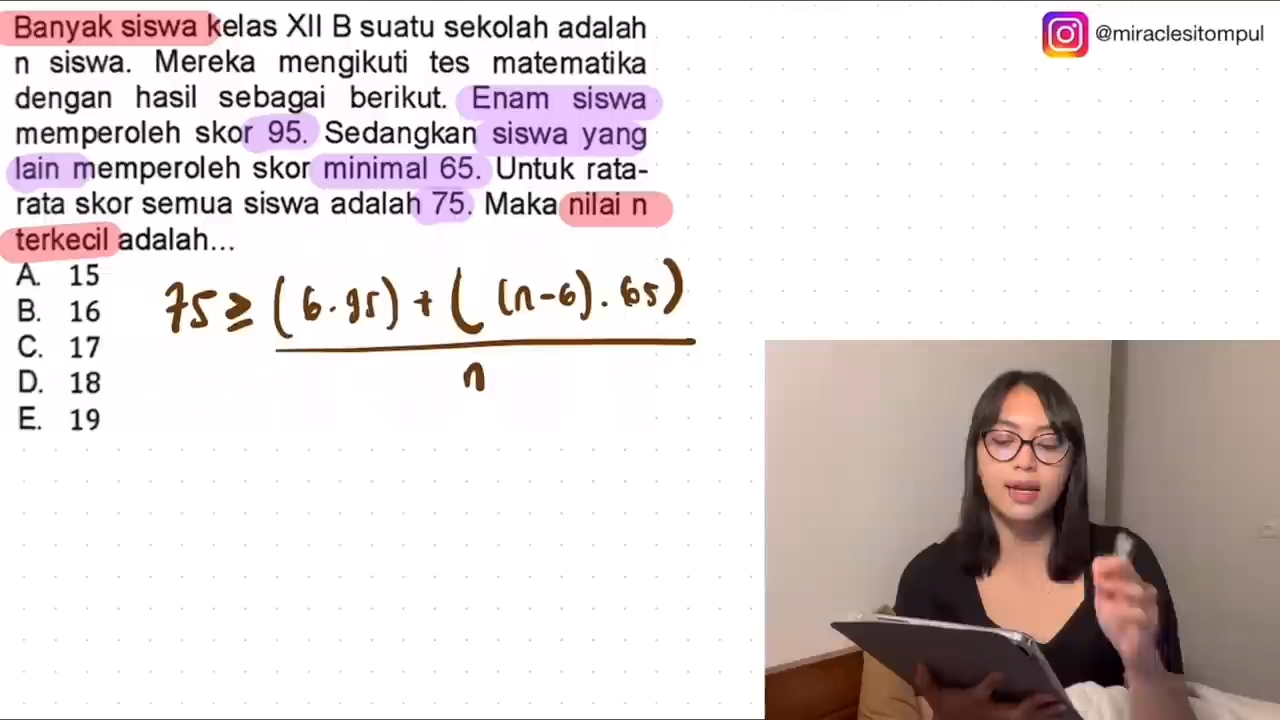 Banyak siswa kelas XII B suatu sekolah adalah
n siswa. Mereka mengikuti tes matematika
dengan hasil sebagai berikut. Enam siswa
memperoleh skor 95. Sedangkan siswa yang
lain memperoleh skor minimal 65. Untuk rata-
rata skor semua siswa adalah 75. Maka nilai n
terkecil adalah...
A. 15
B. 16
C. 17
D. 18
E. 19
75 ≥ (6.95) + ((n-6).65)
n
@miraclesitompul